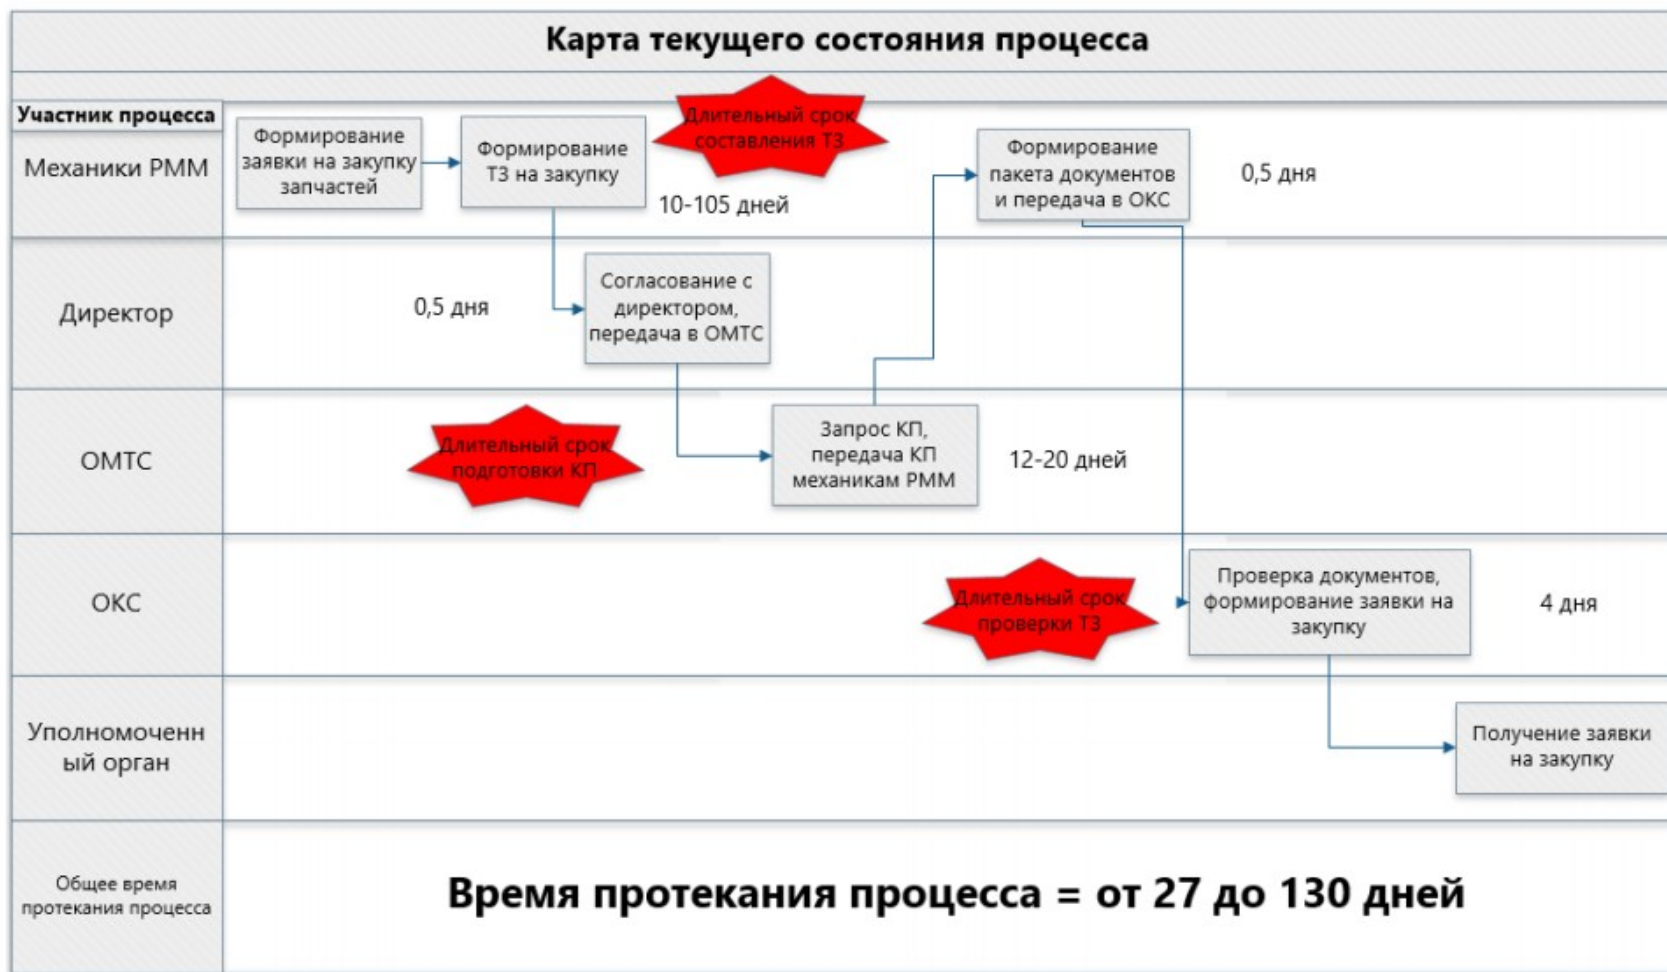 Карта текущего состояния процесса
Участник процесса
Механики РММ
Формирование
заявки на закупку
запчастей
Формирование
ТЗ на закупку
Длительный срок
составления ТЗ
10-105 дней
Формирование
пакета документов
и передача в ОКС
0,5 дня
Директор
0,5 дня
Согласование с
директором,
передача в ОМТС
ОМТС
Длительный срок
подготовки КП
Запрос КП,
передача КП
механикам РММ
12-20 дней
ОКС
Длительный срок
проверки ТЗ
Проверка документов,
формирование заявки на
закупку
4 дня
Уполномоченн
ый орган
Получение заявки
на закупку
Общее время
протекания процесса
Время протекания процесса = от 27 до 130 дней